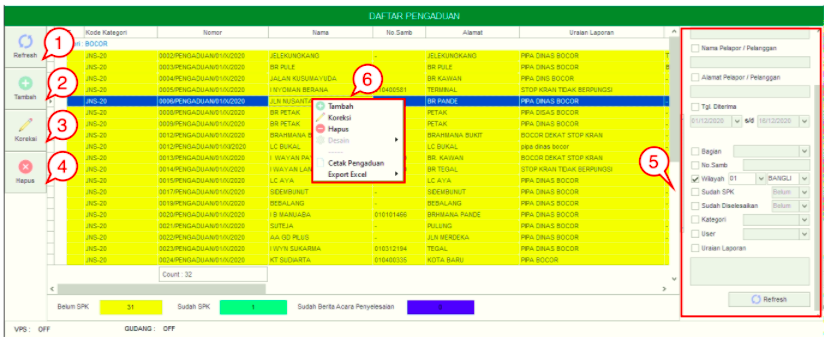 DAFTAR PENGADUAN
Kode Kategori Nomor Nama No Samb Alamat Uraian Laporan
BOCOR
JNS-20 0002/PENGADUAN/01/X/2020 JELEKUNGKANG - JELEKUNGKANG PIPA DINAS BOCOR
JNS-20 0003/PENGADUAN/01/X/2020 BR PULE BR PULE PIPA DINAS BOCOR
JNS-20 0004/PENGADUAN/01/X/2020 JALAN KUSUMAYUDA BR KAWAN PIPA DINS BOCOR
JNS-20 0005/PENGADUAN/01/X/2020 I NYOMAN BERANA 010400581 TERMINAL STOP KRAN TIDAK BERPUNGSI
JNS-20 0006/PENGADUAN/01/X/2020 JLN NUSANTA BR PANDE PIPA DINAS BOCOR
JNS-20 0008/PENGADUAN/01/X/2020 BR PETAK PETAK PIPA DINAS BOCOR
JNS-20 0009/PENGADUAN/01/X/2020 BR PETAK PETAK PIPA DINAS BOCOR
JNS-20 0012/PENGADUAN/01/X/2020 BRAHMANA B BRAHMANA BUKIT BOCOR DEKAT STOP KRAN
JNS-20 0012/PENGADUAN/01/XI/2020 LC BUKAL LC BUKAL pipa dinas bocor
JNS-20 0013/PENGADUAN/01/X/2020 I WAYAN PA BR. KAWAN BOCOR DEKAT STOP KRAN
JNS-20 0014/PENGADUAN/01/X/2020 I WAYAN LAN BR TEGAL STOP KRAN TIDAK BERPUNGSI
JNS-20 0015/PENGADUAN/01/X/2020 LC AYA LC AYA PIPA DINAS BOCOR
JNS-20 0017/PENGADUAN/01/X/2020 SIDEMBUNUT - SIDEMBUNUT PIPA DINAS BOCOR
JNS-20 0019/PENGADUAN/01/X/2020 BEBALANG - BEBALANG PIPA DINAS BOCOR
JNS-20 0020/PENGADUAN/01/X/2020 I B MANUABA 010101466 BRHMANA PANDE PIPA DINAS BOCOR
JNS-20 0021/PENGADUAN/01/X/2020 SUTEJA - PULUNG PIPA DINAS BOCOR
JNS-20 0022/PENGADUAN/01/X/2020 AA GD PLUS - JLN MERDEKA PIPA DINAS BOCOR
JNS-20 0023/PENGADUAN/01/X/2020 I WYN SUKARMA 010312194 TEGAL PIPA DINAS BOCOR
JNS-20 0024/PENGADUAN/01/X/2020 KT SUDIARTA 010400335 KOTA BARU PIPA BOCOR
Count : 32
Refresh
1
Tambah
2
Koreksi
3
Hapus
4
6
Tambah
Koreksi
Hapus
Desain
Cetak Pengaduan
Export Excel
5
Nama Pelapor / Pelanggan
Alamat Pelapor / Pelanggan
Tgl. Diterima
01/12/2020 s/d 16/12/2020
Bagian
No.Samb
Wilayah 01 BANGLI
Sudah SPK Belum
Sudah Diselesaikan Belum
Kategori
User
Uraian Laporan
Refresh
Belum SPK 31 Sudah SPK 1 Sudah Berita Acara Penyelesaian
VPS : OFF GUDANG : OFF